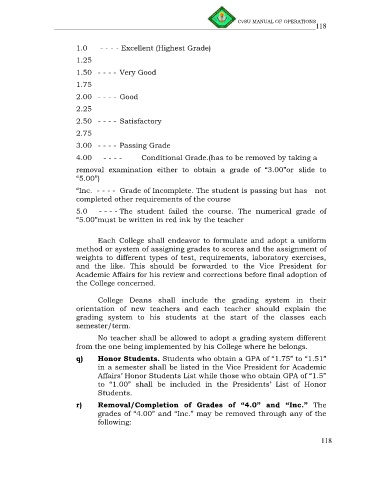 CvSU MANUAL OF OPERATIONS
118
1.0 - - - - Excellent (Highest Grade)
1.25
1.50 - - - - Very Good
1.75
2.00 - - - - Good
2.25
2.50 - - - - Satisfactory
2.75
3.00 - - - - Passing Grade
4.00 - - - - Conditional Grade.(has to be removed by taking a
removal examination either to obtain a grade of “3.00”or slide to
“5.00”)
“Inc. - - - - Grade of Incomplete. The student is passing but has not
completed other requirements of the course
5.0 - - - - The student failed the course. The numerical grade of
“5.00”must be written in red ink by the teacher
Each College shall endeavor to formulate and adopt a uniform
method or system of assigning grades to scores and the assignment of
weights to different types of test, requirements, laboratory exercises,
and the like. This should be forwarded to the Vice President for
Academic Affairs for his review and corrections before final adoption of
the College concerned.
College Deans shall include the grading system in their
orientation of new teachers and each teacher should explain the
grading system to his students at the start of the classes each
semester/term.
No teacher shall be allowed to adopt a grading system different
from the one being implemented by his College where he belongs.
q) Honor Students. Students who obtain a GPA of “1.75” to “1.51”
in a semester shall be listed in the Vice President for Academic
Affairs’ Honor Students List while those who obtain GPA of “1.5”
to “1.00” shall be included in the Presidents’ List of Honor
Students.
r) Removal/Completion of Grades of “4.0” and “Inc.” The
grades of “4.00” and “Inc.” may be removed through any of the
following:
118